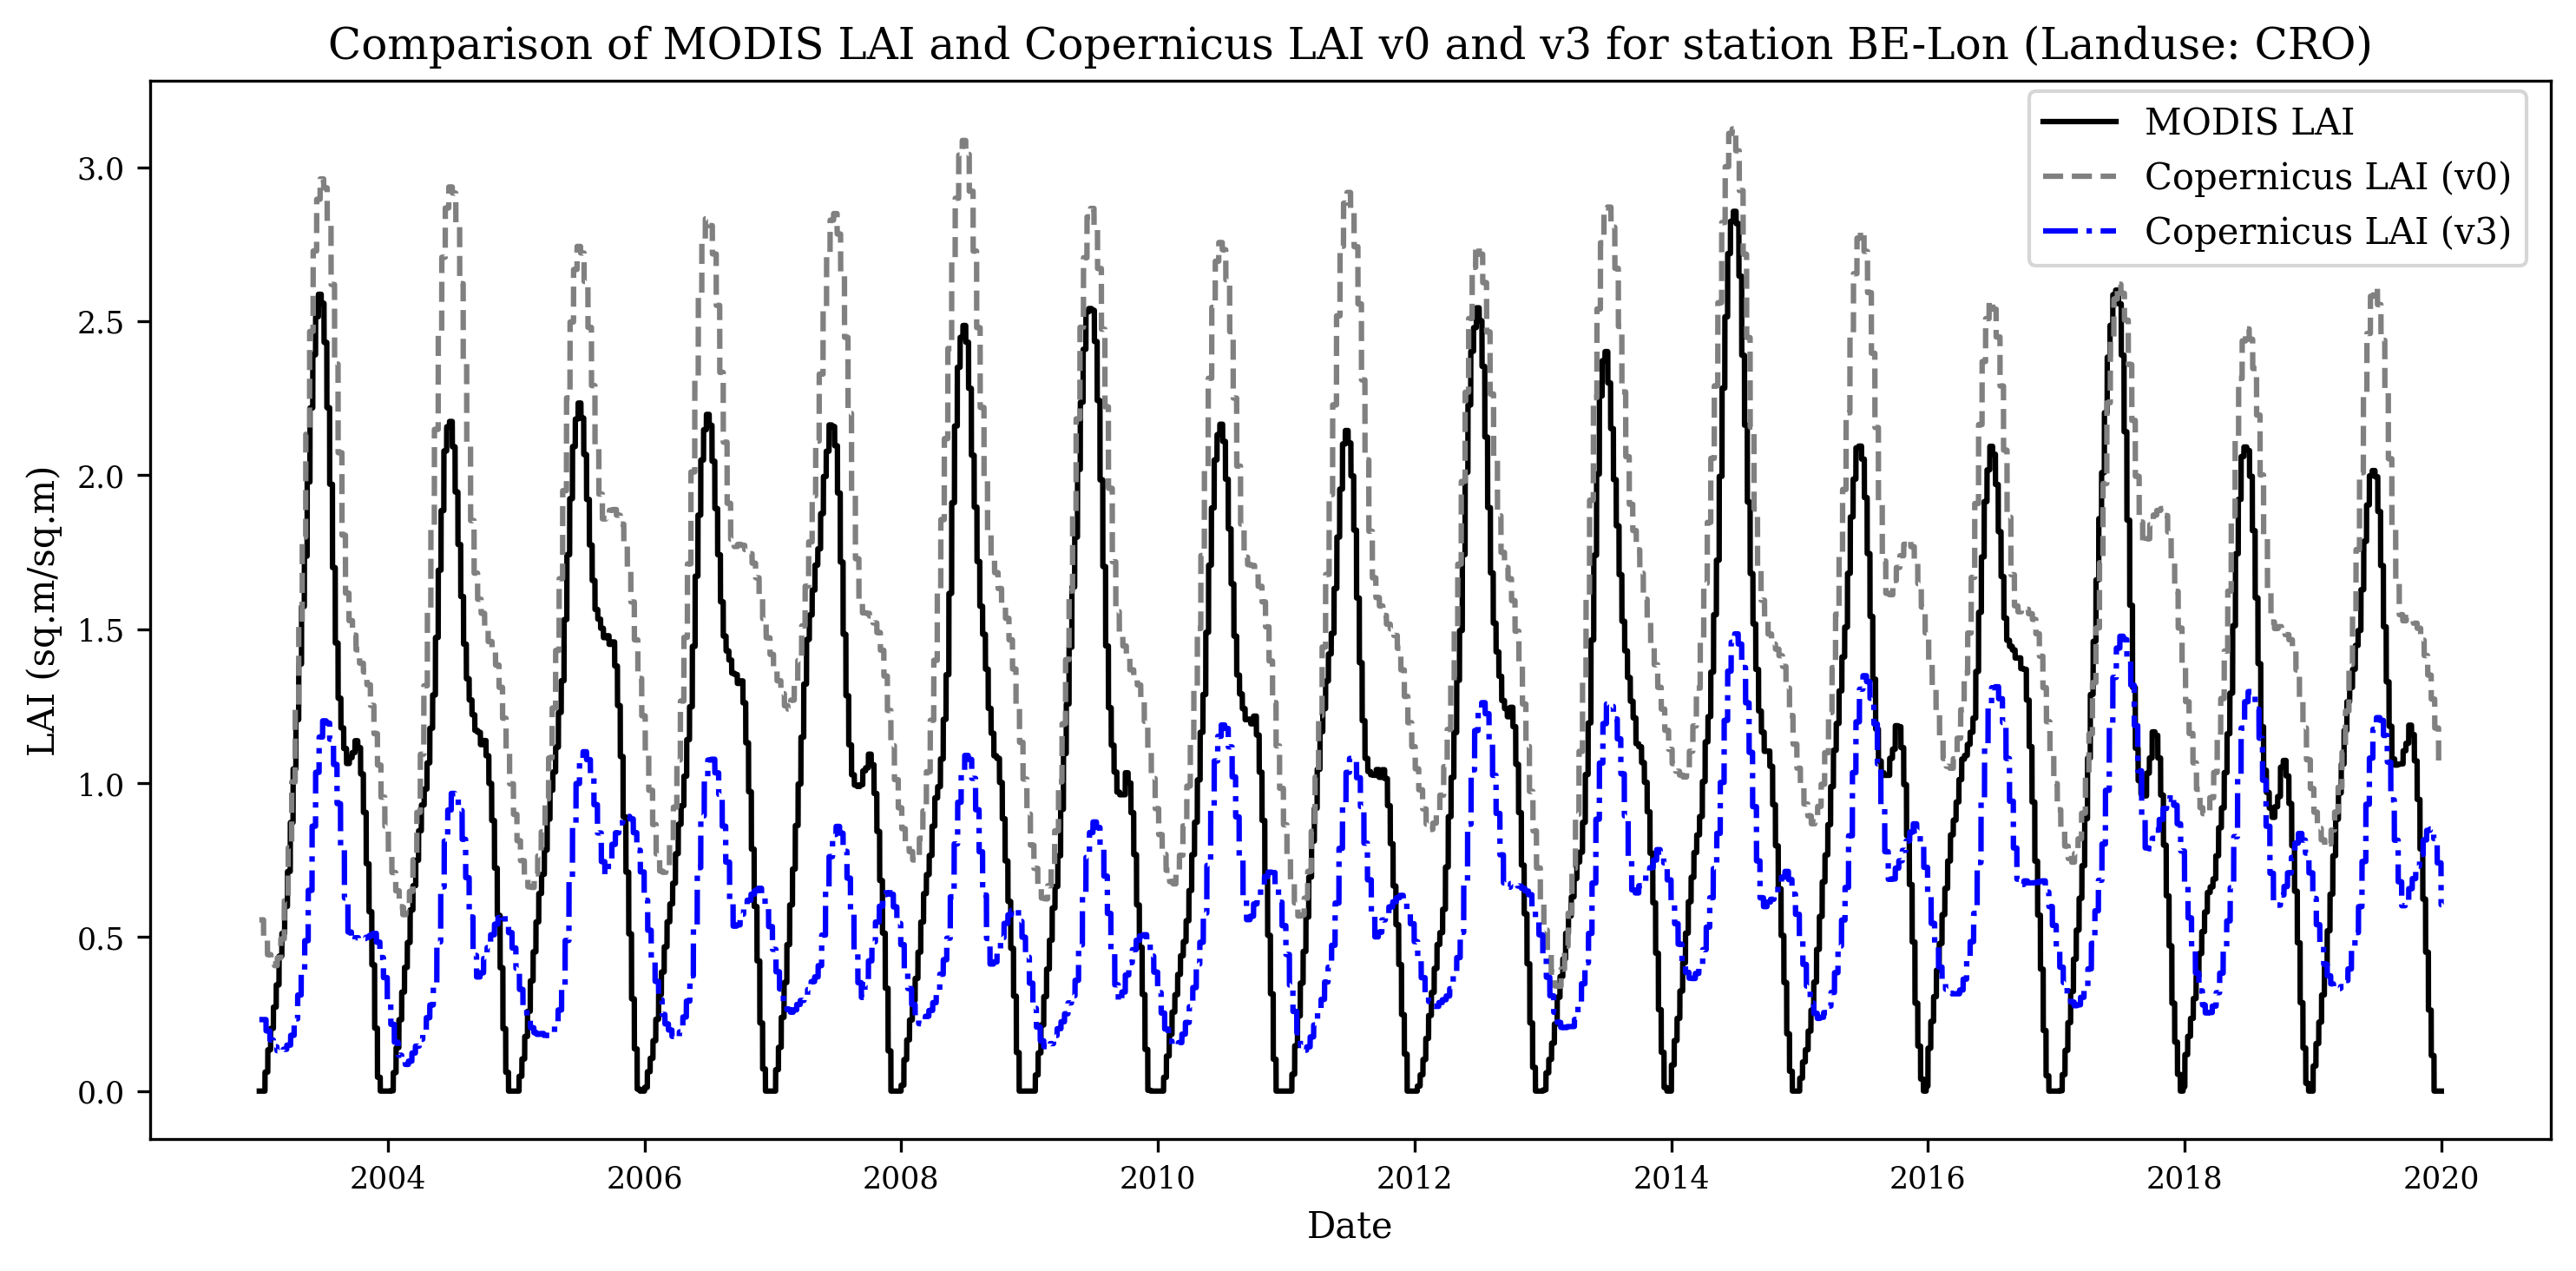 Comparison of MODIS LAI and Copernicus LAI v0 and v3 for station BE-Lon (Landuse: CRO)
MODIS LAI
Copernicus LAI (v0)
Copernicus LAI (v3)
LAI (sq.m/sq.m)
3.0
2.5
2.0
1.5
1.0
0.5
0.0
2004 2006 2008 2010 2012 2014 2016 2018 2020
Date